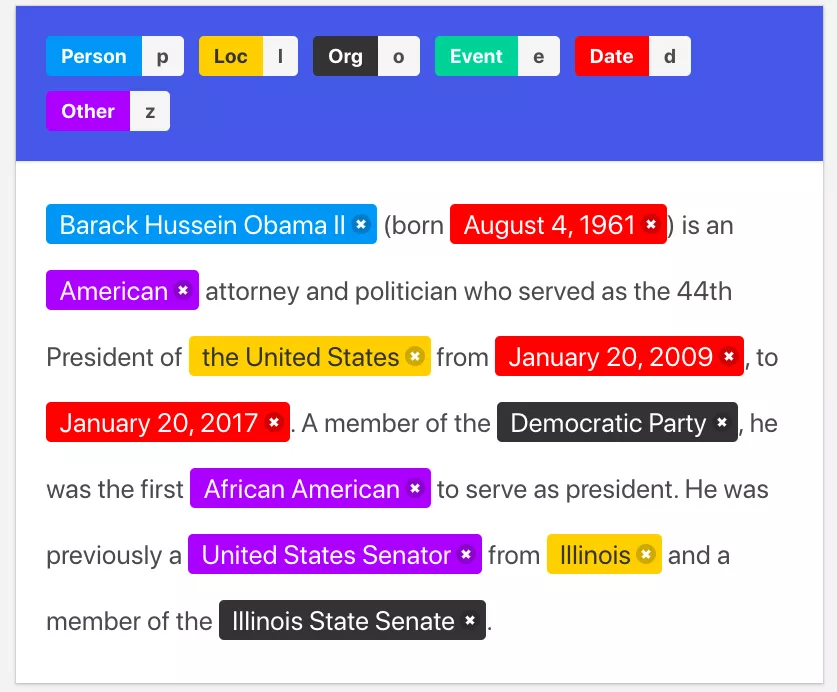 Person p Loc l Org o Event e Date d
Other z
Barack Hussein Obama II (born August 4, 1961) is an
American attorney and politician who served as the 44th
President of the United States from January 20, 2009, to
January 20, 2017. A member of the Democratic Party, he
was the first African American to serve as president. He was
previously a United States Senator from Illinois and a
member of the Illinois State Senate.